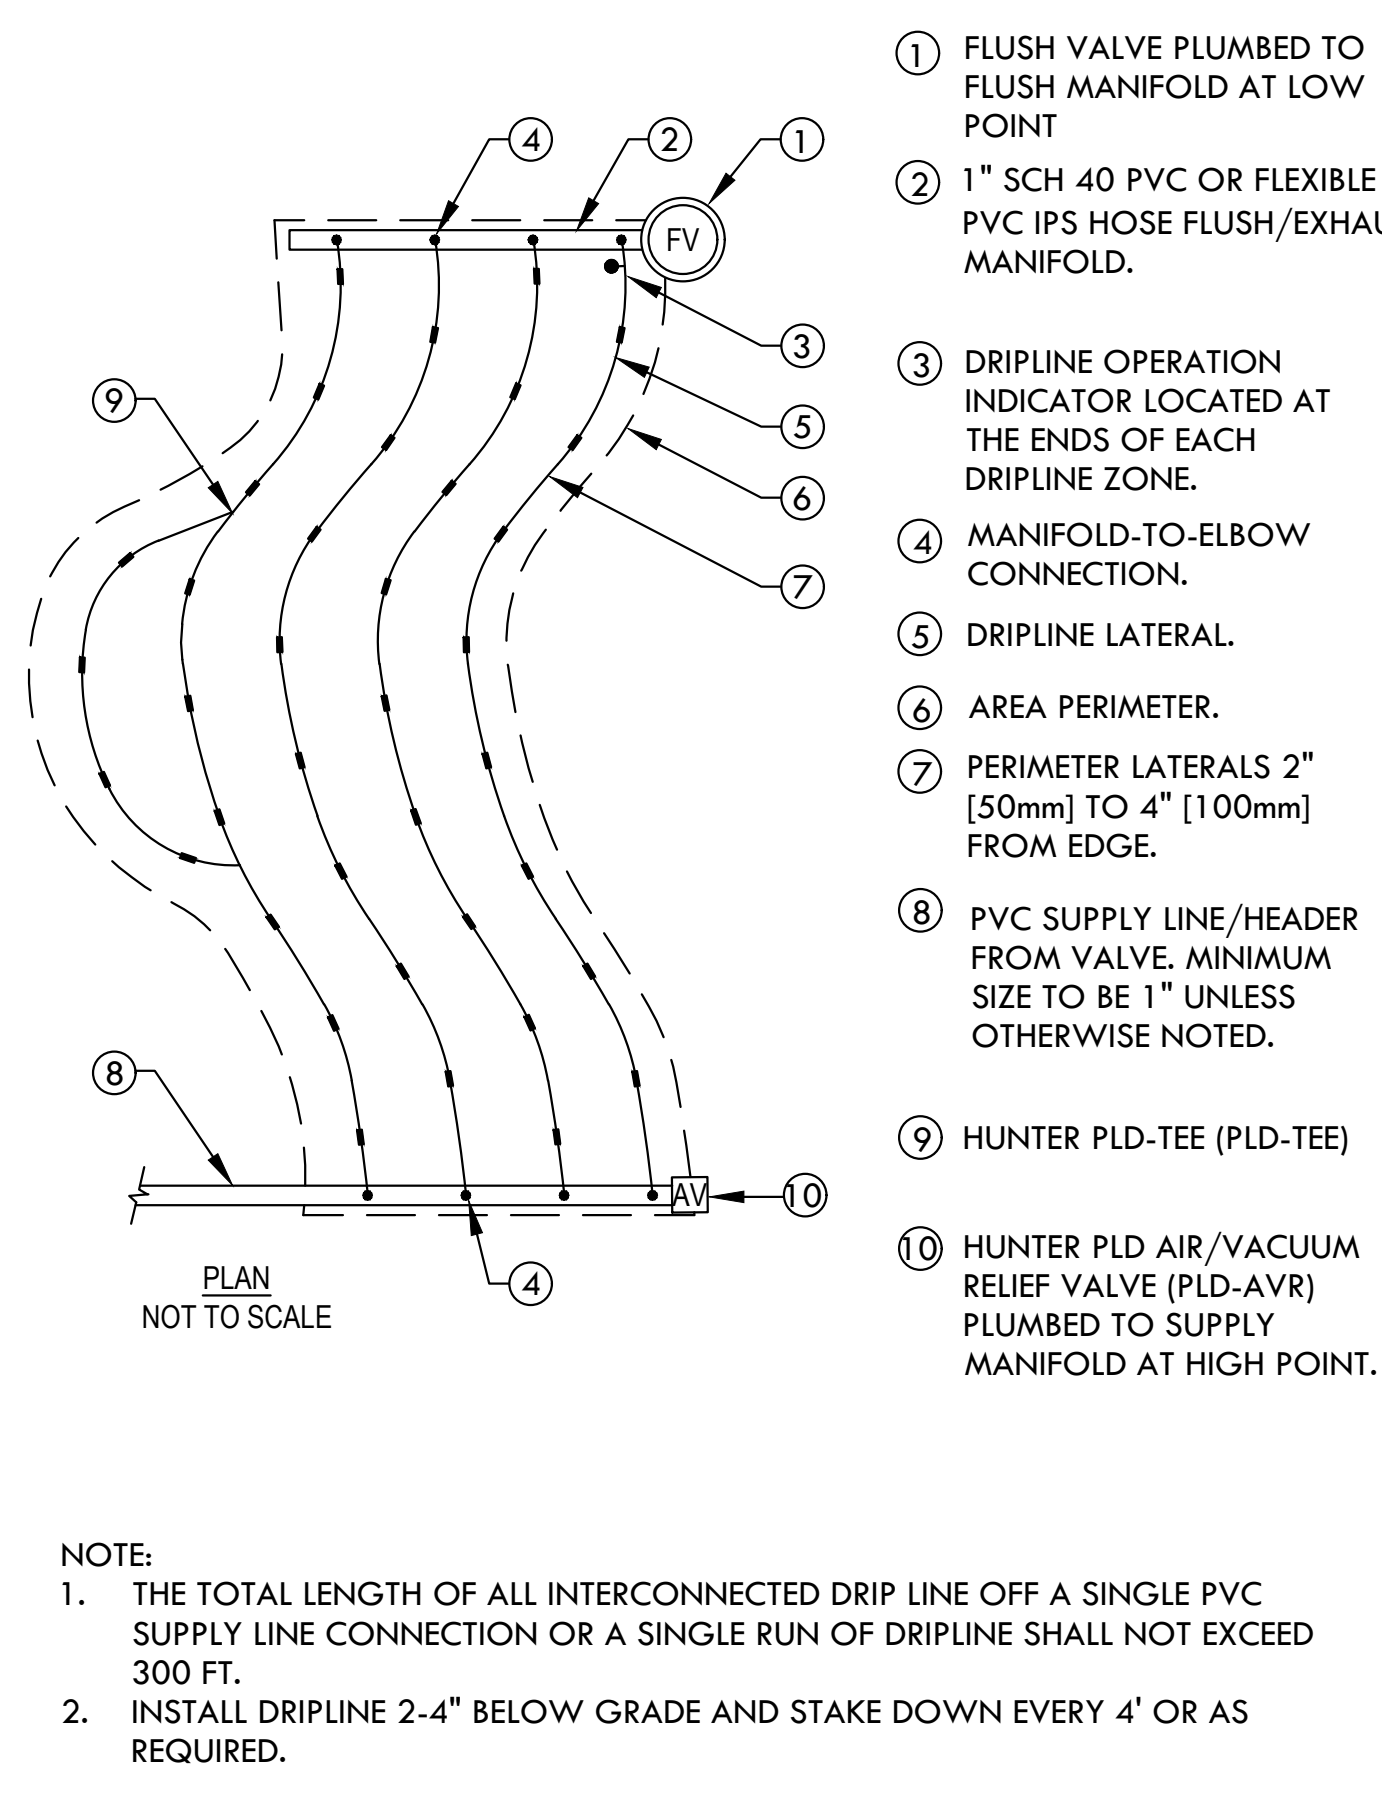 4
2
1
FV
3
9
5
6
7
8
AV
10
4
PLAN
NOT TO SCALE
1 FLUSH VALVE PLUMBED TO
FLUSH MANIFOLD AT LOW
POINT
2 1" SCH 40 PVC OR FLEXIBLE
PVC IPS HOSE FLUSH/EXHAU
MANIFOLD.
3 DRIPLINE OPERATION
INDICATOR LOCATED AT
THE ENDS OF EACH
DRIPLINE ZONE.
4 MANIFOLD-TO-ELBOW
CONNECTION.
5 DRIPLINE LATERAL.
6 AREA PERIMETER.
7 PERIMETER LATERALS 2"
[50mm] TO 4" [100mm]
FROM EDGE.
8 PVC SUPPLY LINE/HEADER
FROM VALVE. MINIMUM
SIZE TO BE 1" UNLESS
OTHERWISE NOTED.
9 HUNTER PLD-TEE (PLD-TEE)
10 HUNTER PLD AIR/VACUUM
RELIEF VALVE (PLD-AVR)
PLUMBED TO SUPPLY
MANIFOLD AT HIGH POINT.
NOTE:
1. THE TOTAL LENGTH OF ALL INTERCONNECTED DRIP LINE OFF A SINGLE PVC
SUPPLY LINE CONNECTION OR A SINGLE RUN OF DRIPLINE SHALL NOT EXCEED
300 FT.
2. INSTALL DRIPLINE 2-4" BELOW GRADE AND STAKE DOWN EVERY 4' OR AS
REQUIRED.